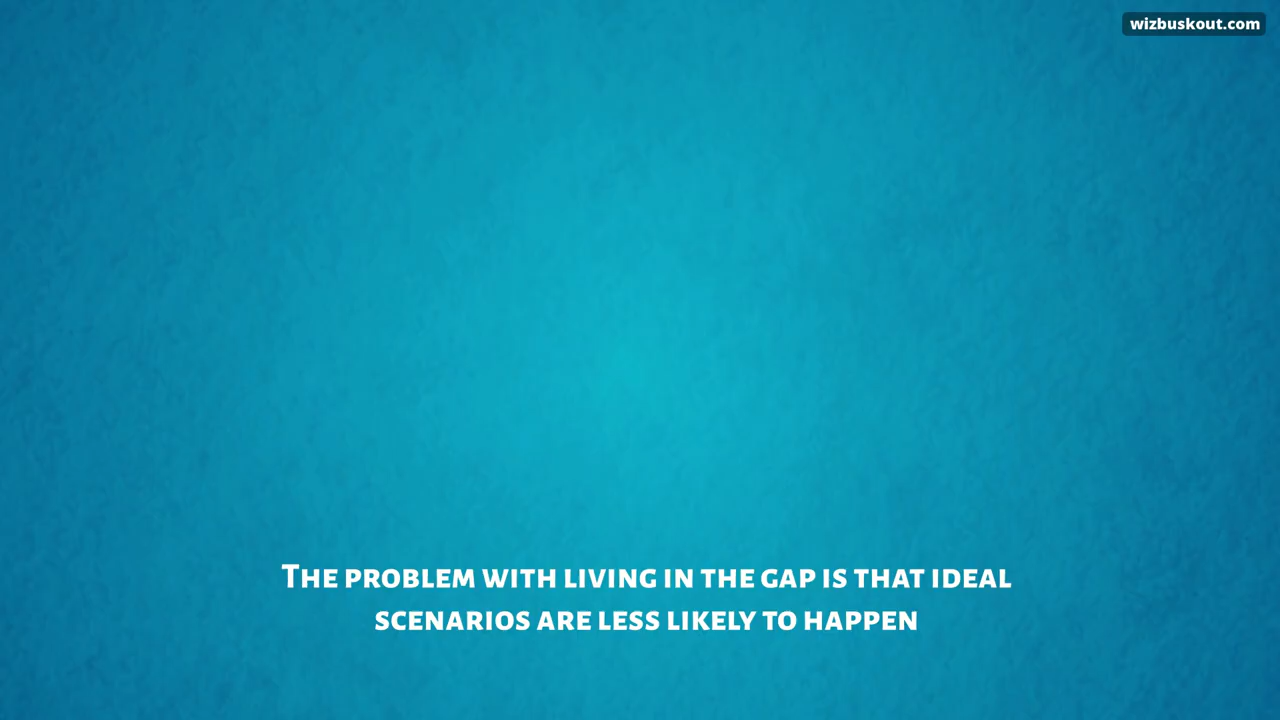 wizbuskout.com
The problem with living in the gap is that ideal
scenarios are less likely to happen